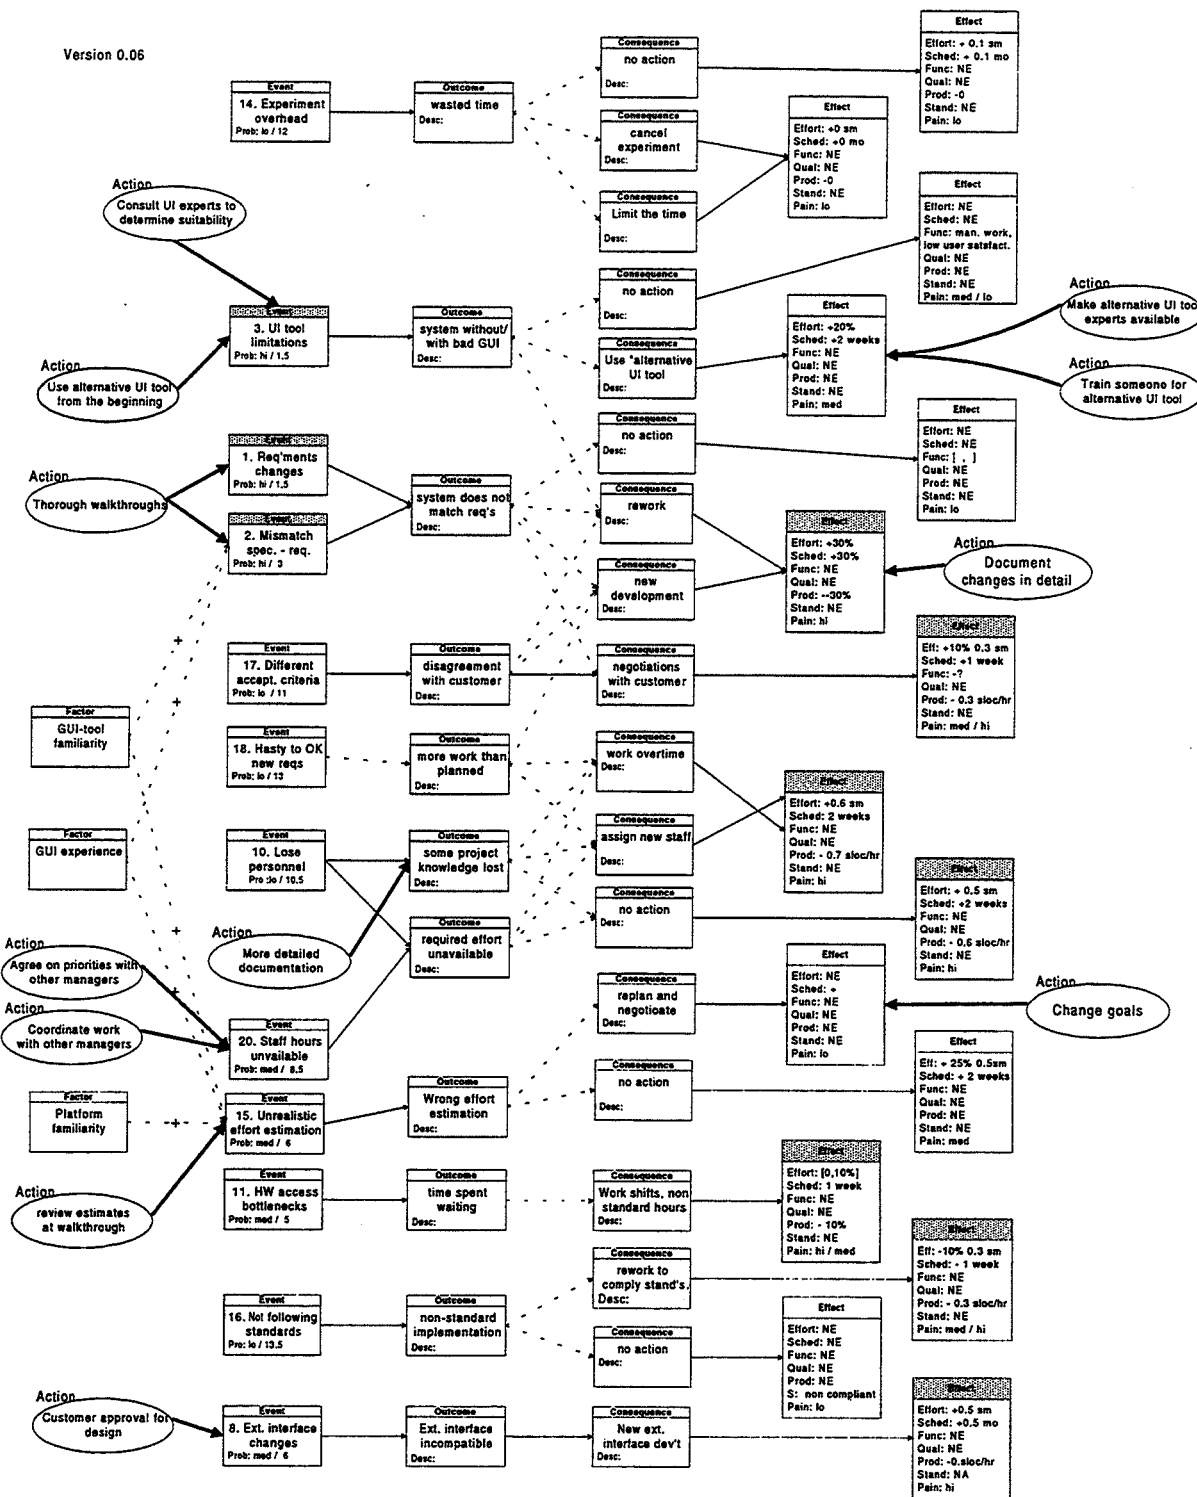 Version 0.06
Event
14. Experiment
overhead
Prob: lo / 12
Outcome
wasted time
Desc:
Consequence
no action
Desc:
Effect
Effort: + 0.1 sm
Sched: + 0.1 mo
Func: NE
Qual: NE
Prod: -0
Stand: NE
Pain: lo
Consequence
cancel
experiment
Desc:
Consequence
Limit the time
Desc:
Effect
Effort: +0 sm
Sched: +0 mo
Func: NE
Qual: NE
Prod: -0
Stand: NE
Pain: lo
Action
Consult UI experts to
determine suitability
Action
Use alternative UI tool
from the beginning
Event
3. UI tool
limitations
Prob: hi / 1.5
Outcome
system without/
with bad GUI
Desc:
Consequence
no action
Desc:
Effect
Effort: NE
Sched: NE
Func: man. work,
low user satsfact.
Qual: NE
Prod: NE
Stand: NE
Pain: med / lo
Consequence
Use "alternative
UI tool
Desc:
Effect
Effort: +20%
Sched: +2 weeks
Func: NE
Qual: NE
Prod: NE
Stand: NE
Pain: med
Action
Make alternative UI tool
experts available
Action
Train someone for
alternative UI tool
Action
Thorough walkthroughs
Event
1. Req'ments
changes
Prob: hi / 1.5
Event
2. Mismatch
spec. - req.
Prob: hi / 3
Outcome
system does not
match req's
Desc:
Consequence
no action
Desc:
Effect
Effort: NE
Sched: NE
Func: [ , ]
Qual: NE
Prod: NE
Stand: NE
Pain: lo
Consequence
rework
Desc:
Consequence
new
development
Desc:
Effect
Effort: +30%
Sched: +30%
Func: NE
Qual: NE
Prod: --30%
Stand: NE
Pain: hi
Action
Document
changes in detail
Event
17. Different
accept. criteria
Prob: lo / 11
Outcome
disagreement
with customer
Desc:
Consequence
negotiations
with customer
Desc:
Effect
Eff: +10% 0.3 sm
Sched: +1 week
Func: -?
Qual: NE
Prod: - 0.3 sloc/hr
Stand: NE
Pain: med / hi
Factor
GUI-tool
familiarity
+
+
Event
18. Hasty to OK
new reqs
Prob: lo / 13
Outcome
more work than
planned
Desc:
Consequence
work overtime
Desc:
Consequence
assign new staff
Desc:
Effect
Effort: +0.6 sm
Sched: 2 weeks
Func: NE
Qual: NE
Prod: - 0.7 sloc/hr
Stand: NE
Pain: hi
Factor
GUI experience
+
+
Event
10. Lose
personnel
Pro :lo / 10.5
Outcome
some project
knowledge lost
Desc:
Action
More detailed
documentation
Outcome
required effort
unavailable
Desc:
Consequence
no action
Desc:
Effect
Effort: + 0.5 sm
Sched: +2 weeks
Func: NE
Qual: NE
Prod: - 0.6 sloc/hr
Stand: NE
Pain: hi
Action
Agree on priorities with
other managers
Action
Coordinate work
with other managers
Event
20. Staff hours
unvailable
Prob: med / 8.5
Consequence
replan and
negotioate
Desc:
Effect
Effort: NE
Sched: +
Func: NE
Qual: NE
Prod: NE
Stand: NE
Pain: lo
Action
Change goals
Factor
Platform
familiarity
+
Event
15. Unrealistic
effort estimation
Prob: med / 6
Outcome
Wrong effort
estimation
Desc:
Consequence
no action
Desc:
Effect
Eff: + 25% 0.5sm
Sched: + 2 weeks
Func: NE
Qual: NE
Prod: NE
Stand: NE
Pain: med
Action
review estimates
at walkthrough
Event
11. HW access
bottlenecks
Prob: med / 5
Outcome
time spent
waiting
Desc:
Consequence
Work shifts, non
standard hours
Desc:
Effect
Effort: [0,10%]
Sched: 1 week
Func: NE
Qual: NE
Prod: - 10%
Stand: NE
Pain: hi / med
Event
16. Not following
standards
Pro: lo / 13.5
Outcome
non-standard
implementation
Desc:
Consequence
rework to
comply stand's.
Desc:
Effect
Eff: -10% 0.3 sm
Sched: - 1 week
Func: NE
Qual: NE
Prod: - 0.3 sloc/hr
Stand: NE
Pain: med / hi
Consequence
no action
Desc:
Effect
Effort: NE
Sched: NE
Func: NE
Qual: NE
Prod: NE
S: non compliant
Pain: lo
Action
Customer approval for
design
Event
8. Ext. interface
changes
Prob: med / 6
Outcome
Ext. interface
incompatible
Desc:
Consequence
New ext.
interface dev't
Desc:
Effect
Effort: +0.5 sm
Sched: +0.5 mo
Func: NE
Qual: NE
Prod: -0.sloc/hr
Stand: NA
Pain: hi